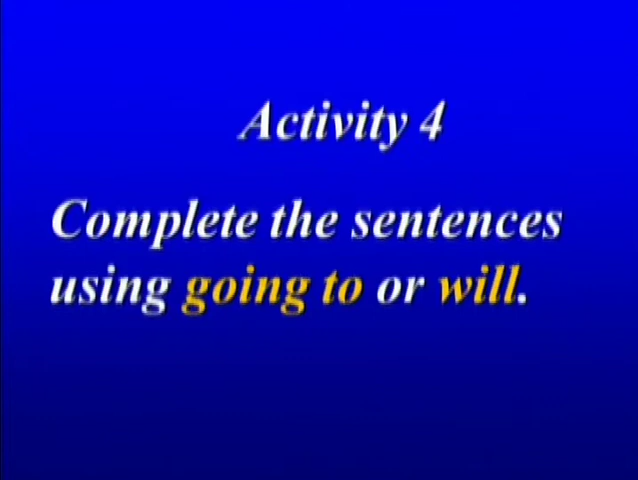 Activity 4
Complete the sentences
using going to or will.